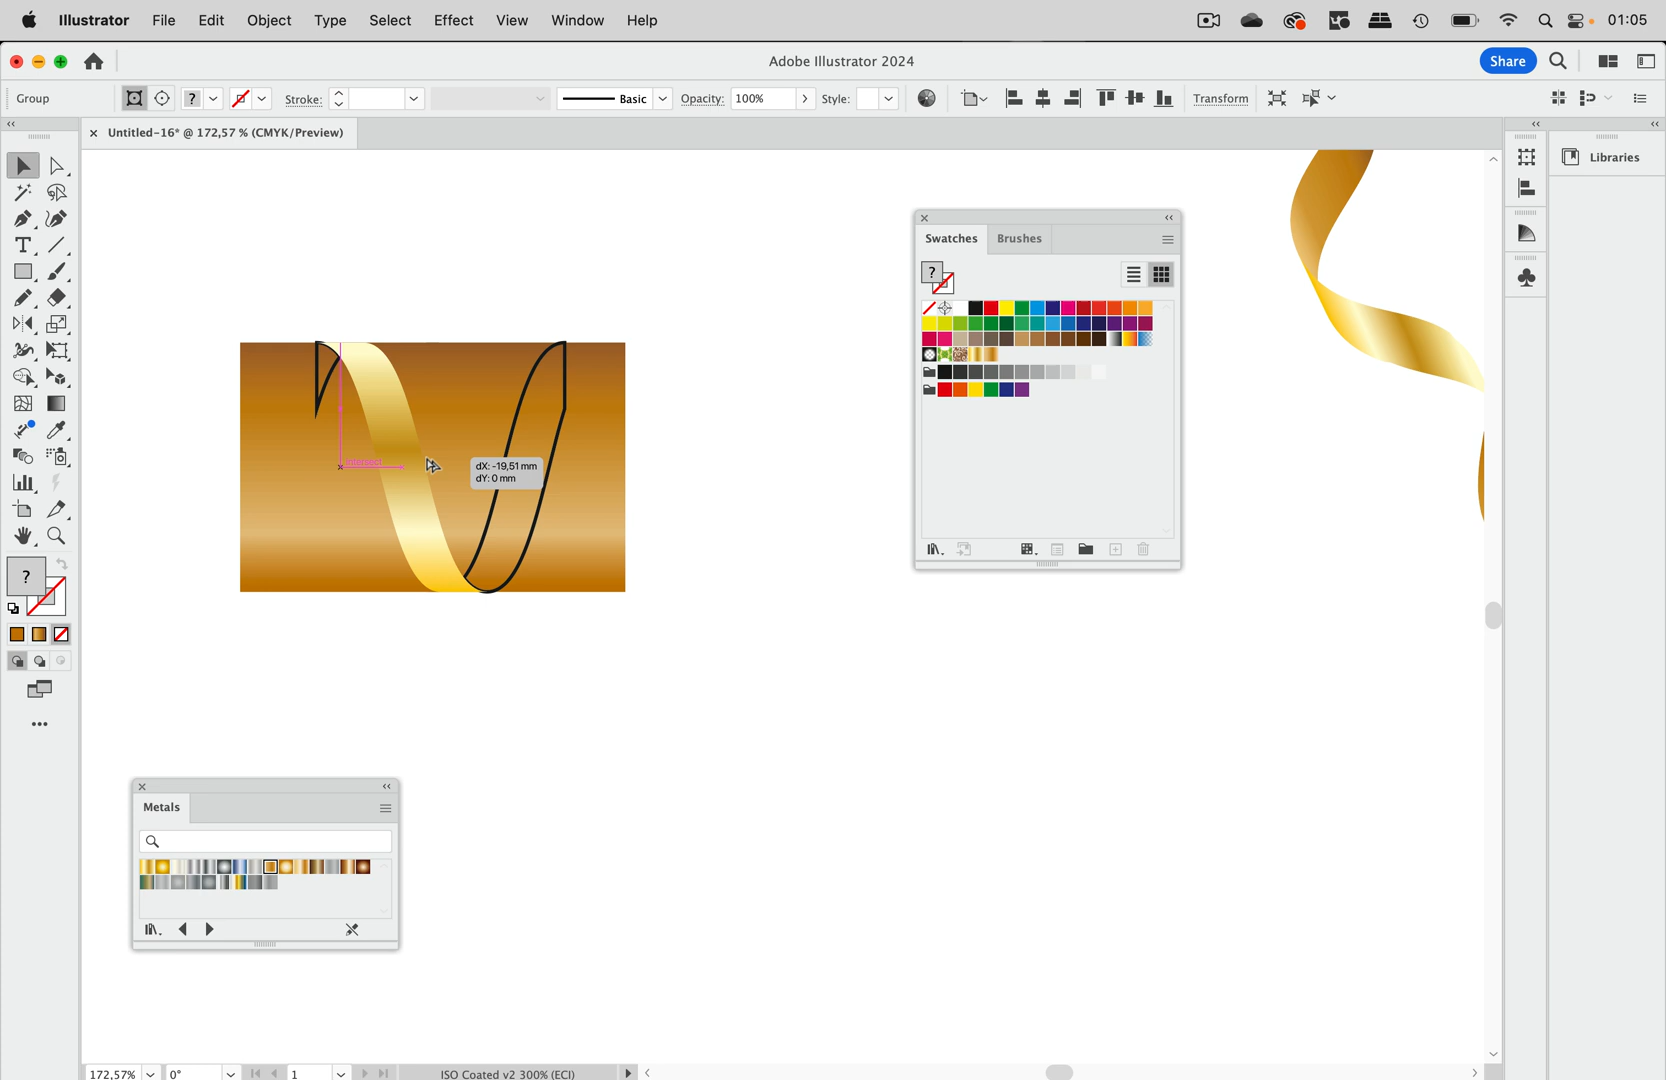 Illustrator File Edit Object Type Select Effect View Window Help 01:05
Adobe Illustrator 2024 Share
Group ? Stroke: Basic Opacity: 100% Style: Transform
Untitled-16* @ 172,57 % (CMYK/Preview)
Libraries
Swatches Brushes
?
intersect
dX: -19,51 mm
dY: 0 mm
?
Metals
172,57% 0° 1 ISO Coated v2 300% (ECI)